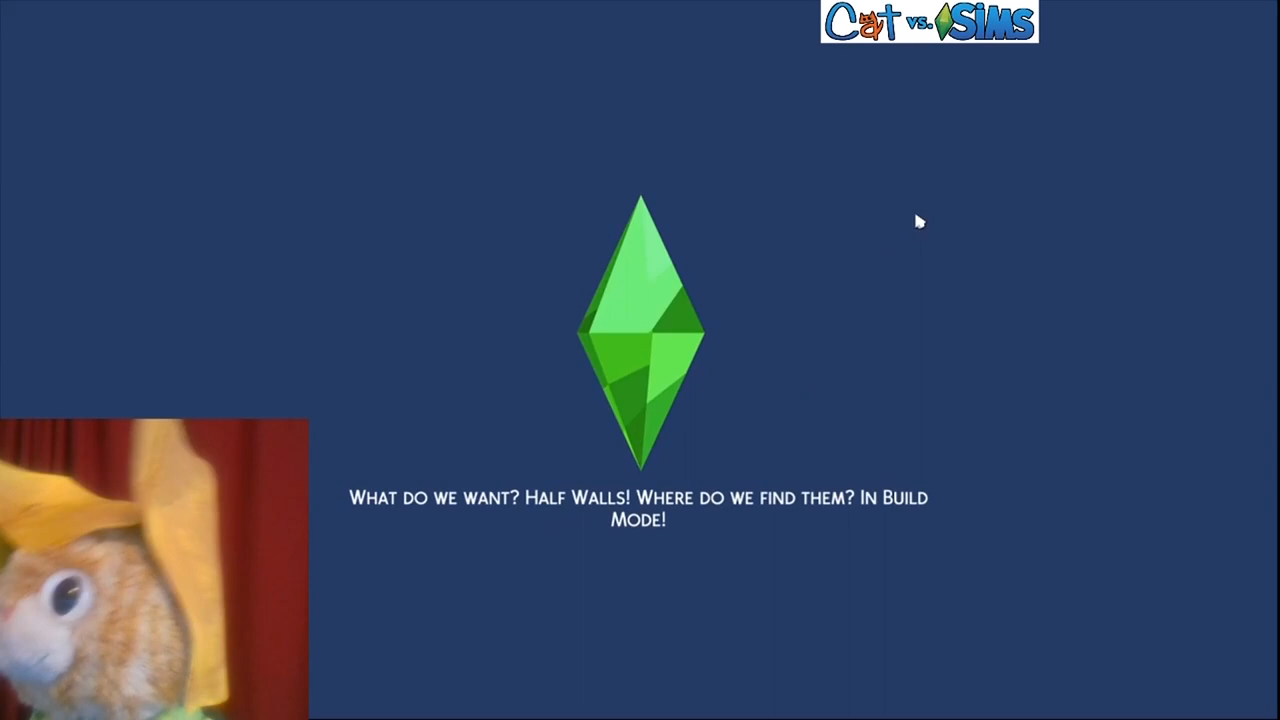 Cat vs. SiMS
WHAT DO WE WANT? HALF WALLS! WHERE DO WE FIND THEM? IN BUILD
MODE!